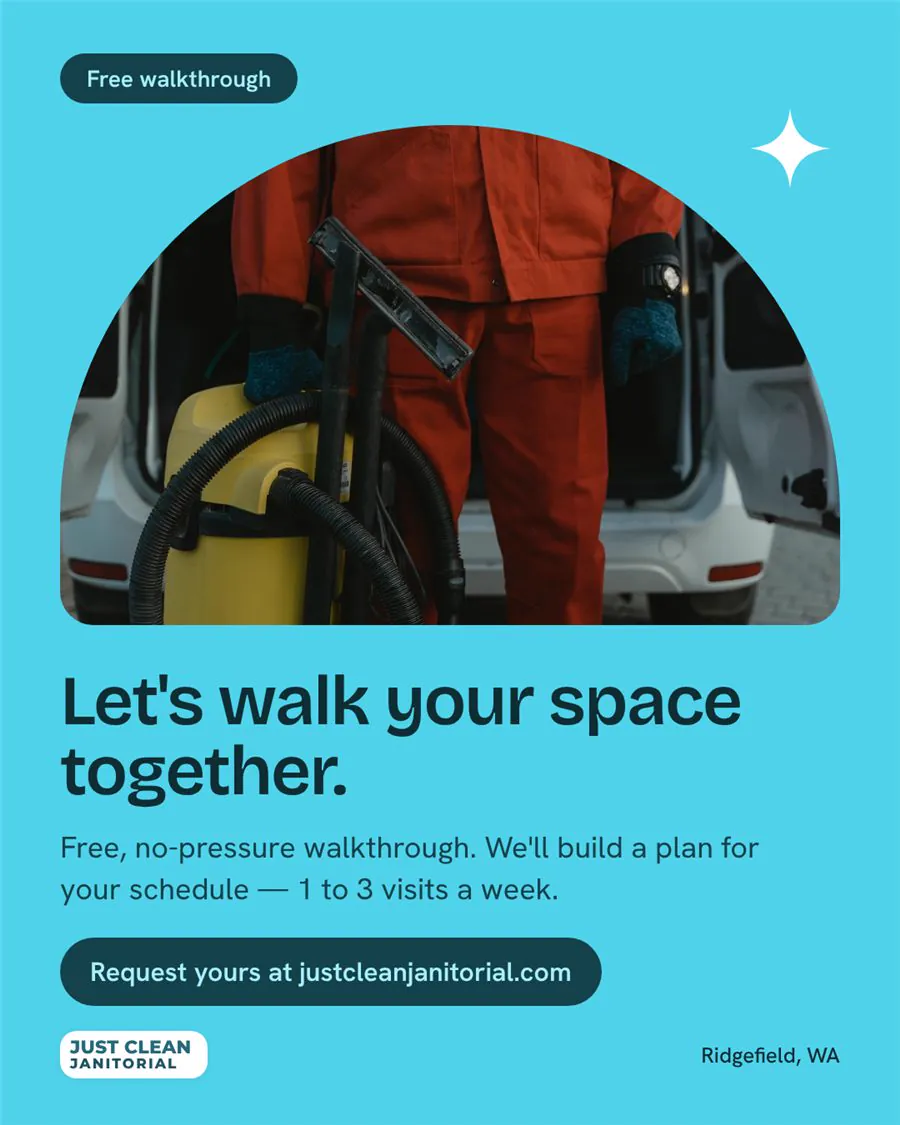 Free walkthrough
Let's walk your space
together.
Free, no-pressure walkthrough. We'll build a plan for
your schedule — 1 to 3 visits a week.
Request yours at justcleanjanitorial.com
JUST CLEAN
JANITORIAL
Ridgefield, WA